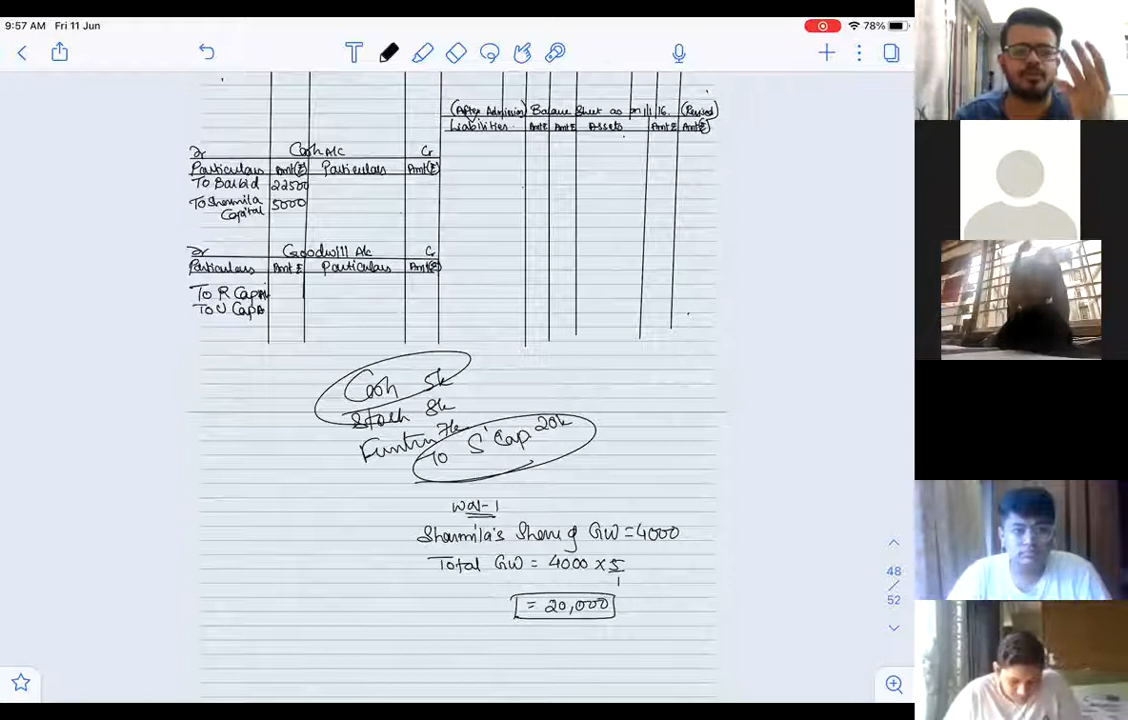 9:57 AM Fri 11 Jun
78%
(After Admission) Balance Sheet as on 1/1/16. (Revised)
Liabilities Amt₹ Amt₹ Assets Amt₹ Amt₹
Dr Cash A/c Cr
Particulars Amt(₹) Particulars Amt(₹)
To Bal b/d 22500
To Sharmila 5000
Capital
Dr Goodwill A/c Cr
Particulars Amt ₹ Particulars Amt(₹)
To R Capital
To U Capital
Cash 5k
Stock 8k
7k
To S' Cap 20k
WN-1
Sharmila's Share of GW = 4000
Total GW = 4000 × 5
1
= 20,000
48
/
52